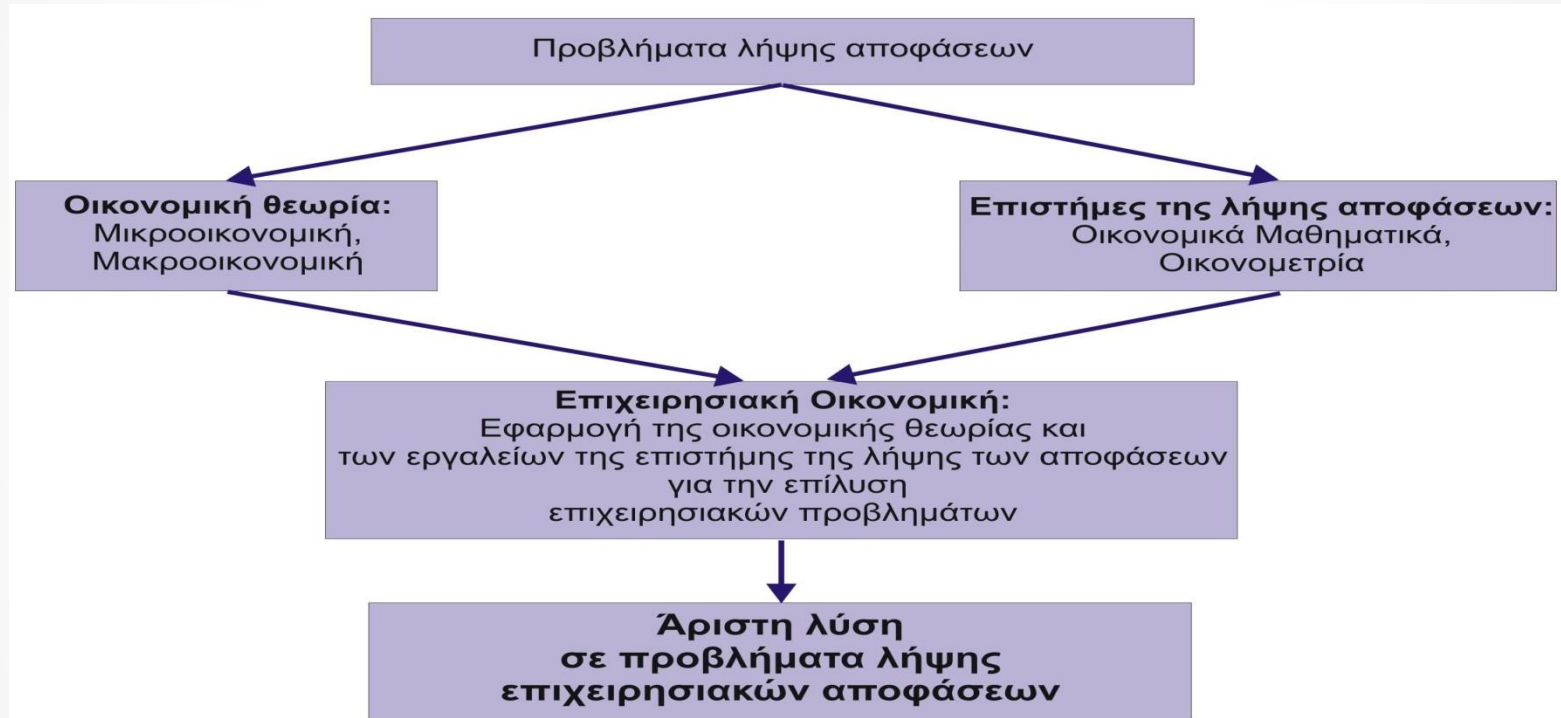 Προβλήματα λήψης αποφάσεων
Οικονομική θεωρία:
Μικροοικονομική,
Μακροοικονομική
Επιστήμες της λήψης αποφάσεων:
Οικονομικά Μαθηματικά,
Οικονομετρία
Επιχειρησιακή Οικονομική:
Εφαρμογή της οικονομικής θεωρίας και
των εργαλείων της επιστήμης της λήψης των αποφάσεων
για την επίλυση
επιχειρησιακών προβλημάτων
Άριστη λύση
σε προβλήματα λήψης
επιχειρησιακών αποφάσεων